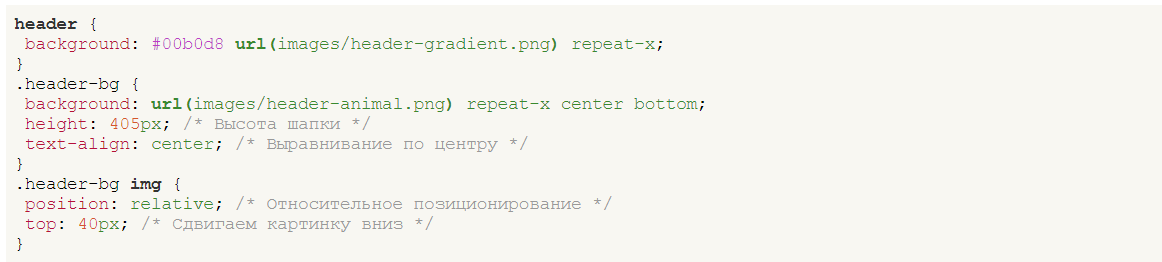 header {
background: #00b0d8 url(images/header-gradient.png) repeat-x;
}
.header-bg {
background: url(images/header-animal.png) repeat-x center bottom;
height: 405px; /* Высота шапки */
text-align: center; /* Выравнивание по центру */
}
.header-bg img {
position: relative; /* Относительное позиционирование */
top: 40px; /* Сдвигаем картинку вниз */
}